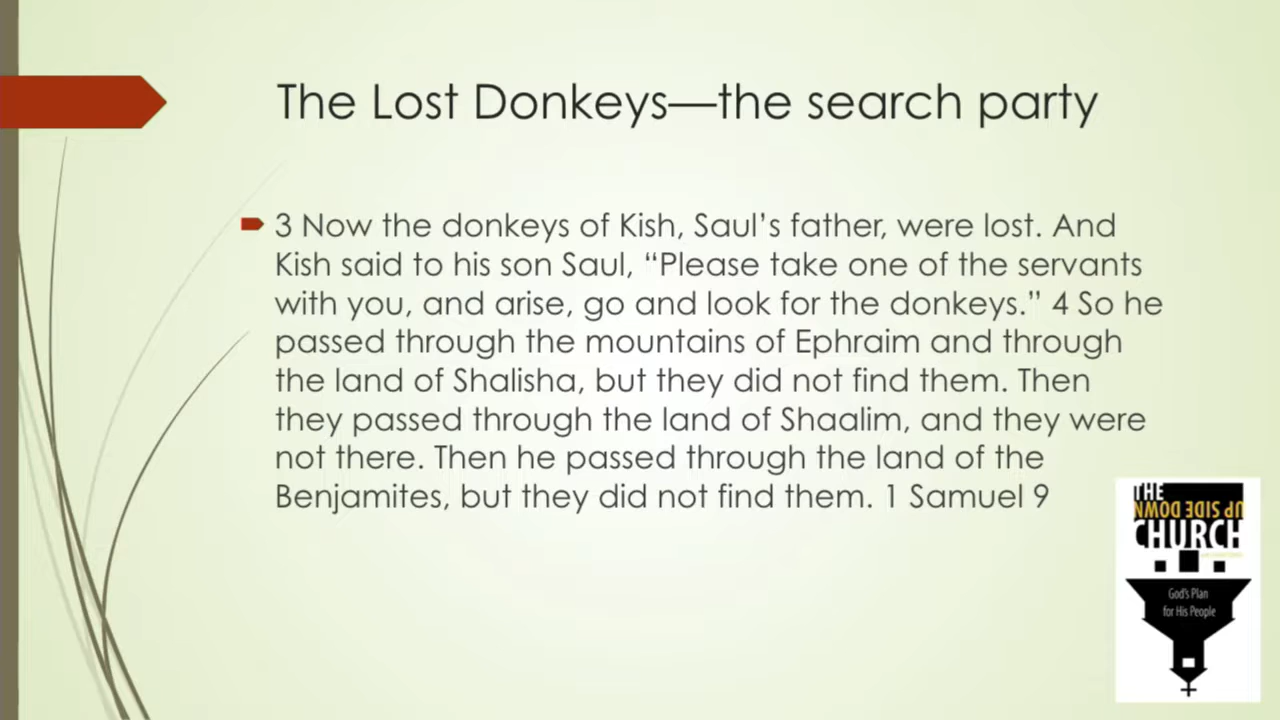 The Lost Donkeys—the search party
3 Now the donkeys of Kish, Saul’s father, were lost. And
Kish said to his son Saul, “Please take one of the servants
with you, and arise, go and look for the donkeys.” 4 So he
passed through the mountains of Ephraim and through
the land of Shalisha, but they did not find them. Then
they passed through the land of Shaalim, and they were
not there. Then he passed through the land of the
Benjamites, but they did not find them. 1 Samuel 9
THE
UP SIDE DOWN
CHURCH
God's Plan
for His People